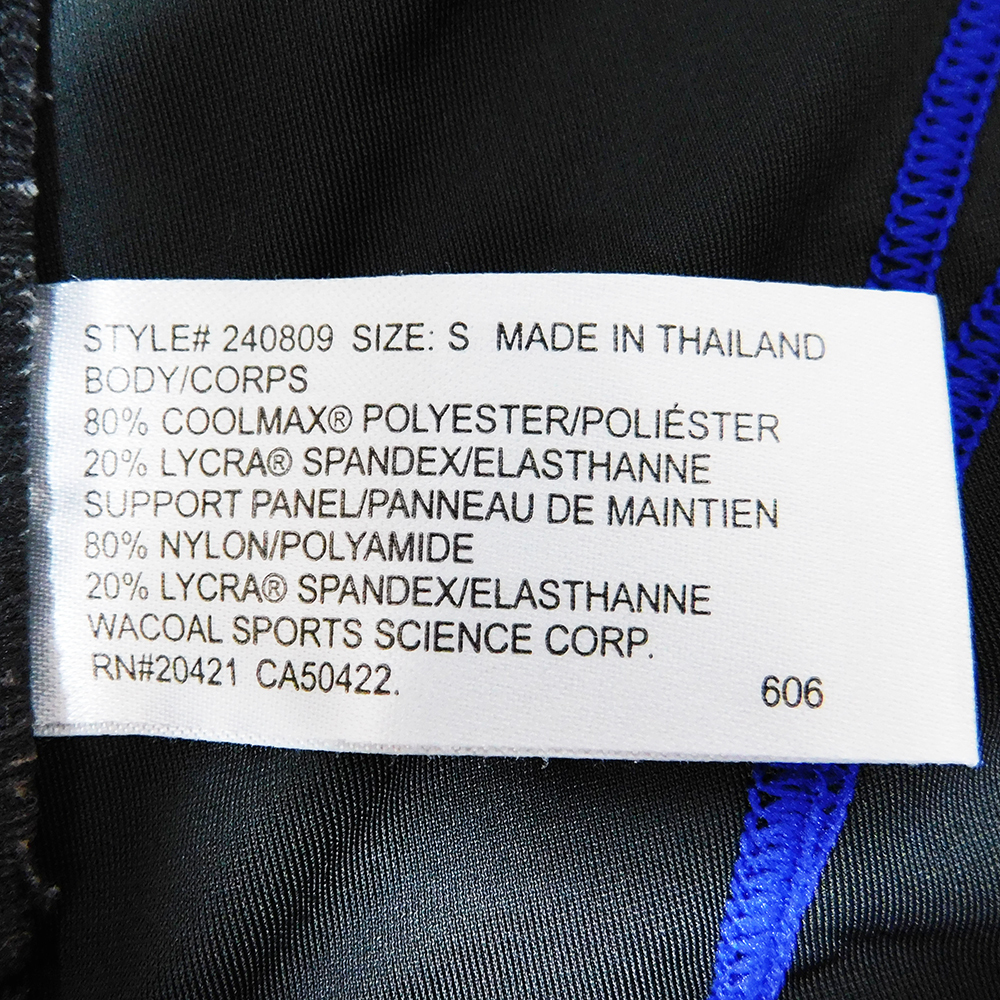 STYLE# 240809 SIZE: S MADE IN THAILAND
BODY/CORPS
80% COOLMAX® POLYESTER/POLIÉSTER
20% LYCRA® SPANDEX/ELASTHANNE
SUPPORT PANEL/PANNEAU DE MAINTIEN
80% NYLON/POLYAMIDE
20% LYCRA® SPANDEX/ELASTHANNE
WACOAL SPORTS SCIENCE CORP.
RN#20421 CA50422. 606